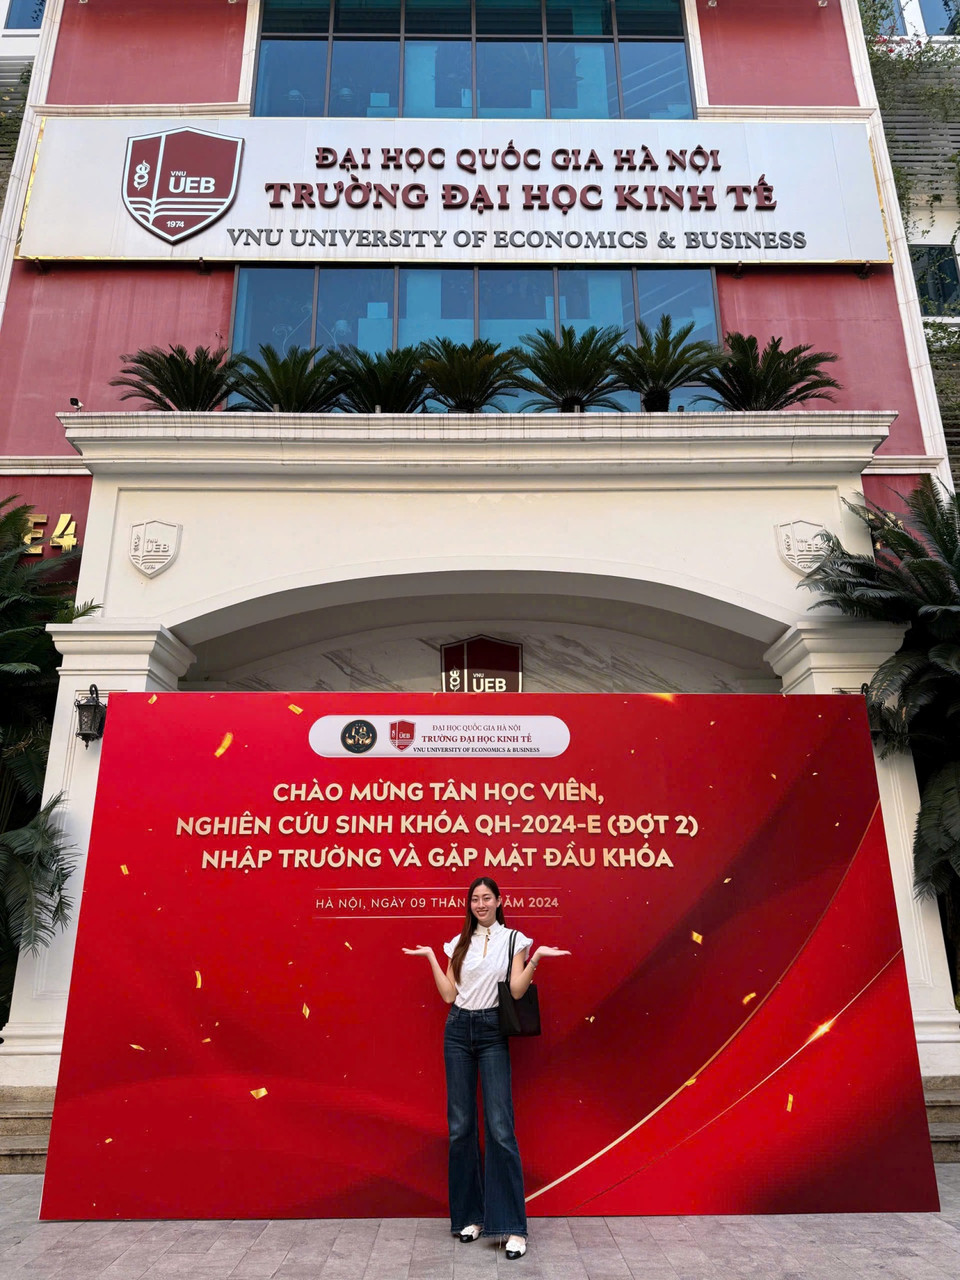 VNU
UEB
1974
ĐẠI HỌC QUỐC GIA HÀ NỘI
TRƯỜNG ĐẠI HỌC KINH TẾ
VNU UNIVERSITY OF ECONOMICS & BUSINESS
E4
VNU
UEB
VNU
UEB
VNU
UEB
UEB
ĐẠI HỌC QUỐC GIA HÀ NỘI
TRƯỜNG ĐẠI HỌC KINH TẾ
VNU UNIVERSITY OF ECONOMICS & BUSINESS
CHÀO MỪNG TÂN HỌC VIÊN,
NGHIÊN CỨU SINH KHÓA QH-2024-E (ĐỢT 2)
NHẬP TRƯỜNG VÀ GẶP MẶT ĐẦU KHÓA
HÀ NỘI, NGÀY 09 THÁN ĂM 2024